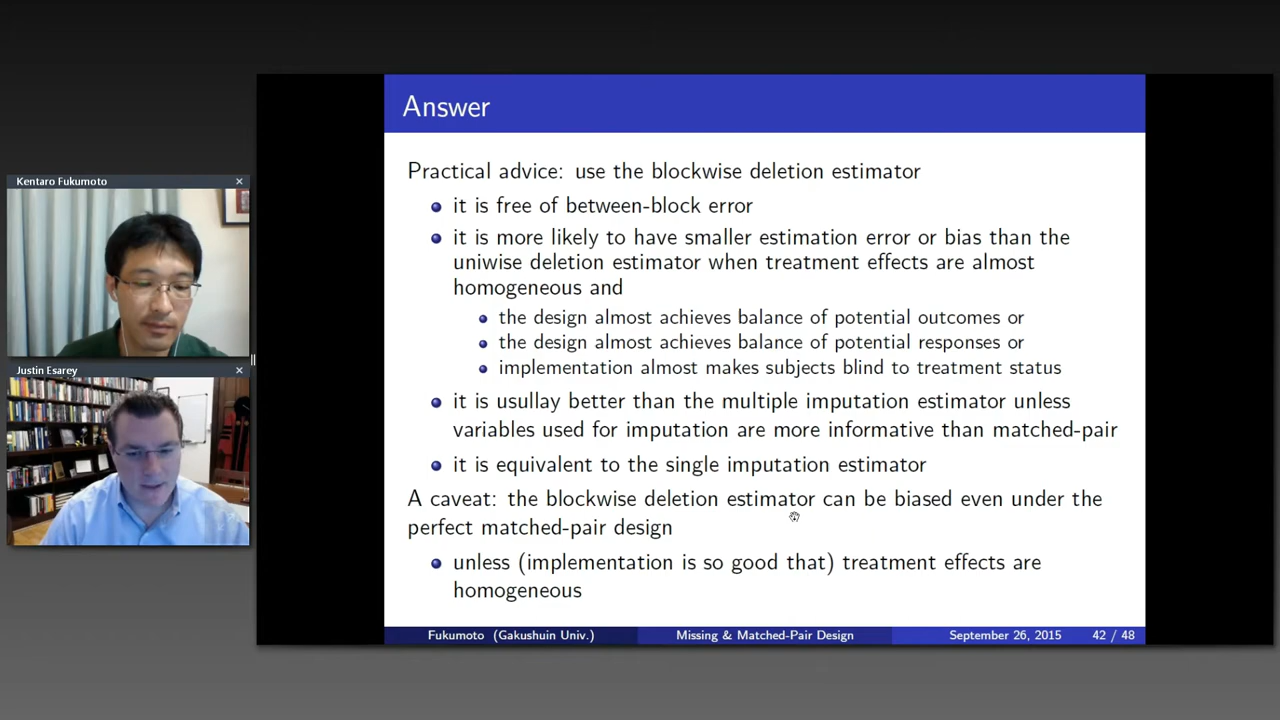 Kentaro Fukumoto
Justin Esarey
Answer
Practical advice: use the blockwise deletion estimator
it is free of between-block error
it is more likely to have smaller estimation error or bias than the
uniwise deletion estimator when treatment effects are almost
homogeneous and
the design almost achieves balance of potential outcomes or
the design almost achieves balance of potential responses or
implementation almost makes subjects blind to treatment status
it is usullay better than the multiple imputation estimator unless
variables used for imputation are more informative than matched-pair
it is equivalent to the single imputation estimator
A caveat: the blockwise deletion estimator can be biased even under the
perfect matched-pair design
unless (implementation is so good that) treatment effects are
homogeneous
Fukumoto (Gakushuin Univ.) Missing & Matched-Pair Design September 26, 2015 42 / 48